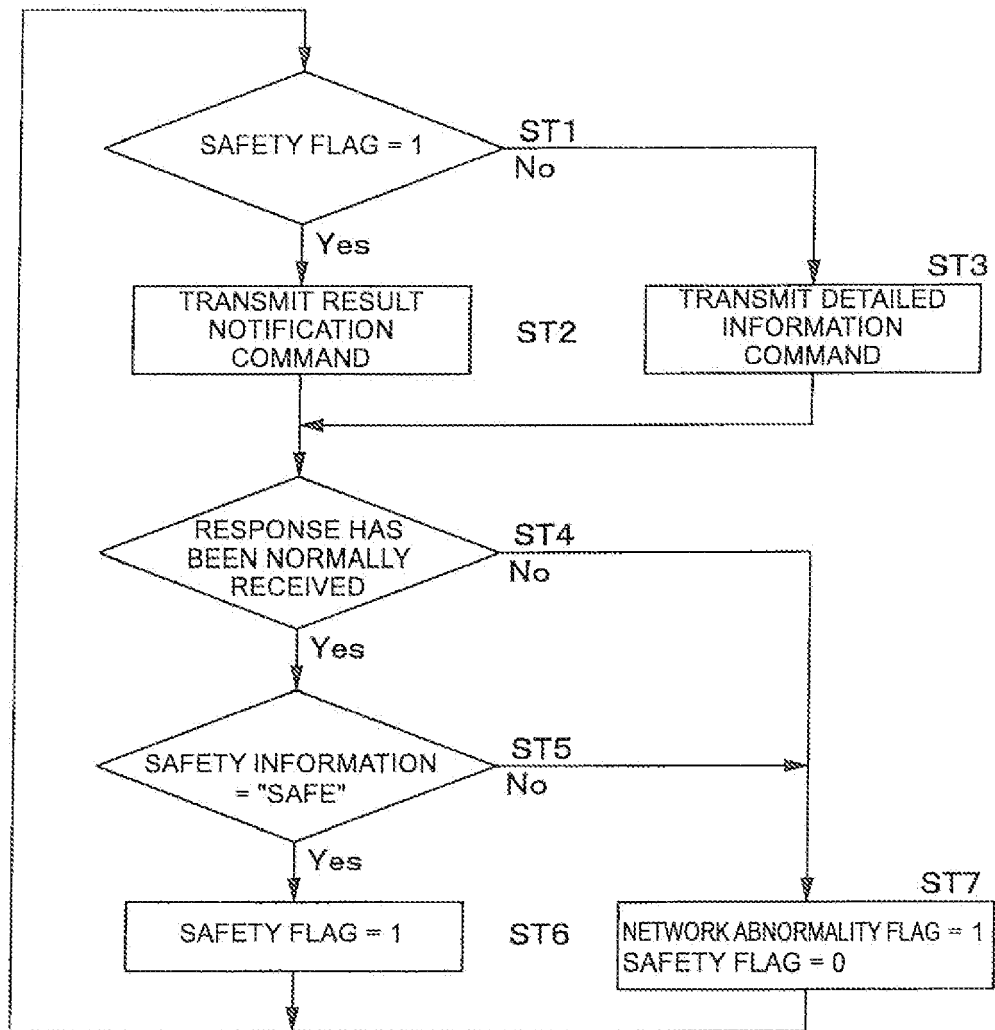 SAFETY FLAG = 1
ST1
No
Yes
TRANSMIT RESULT
NOTIFICATION
COMMAND
ST2
ST3
TRANSMIT DETAILED
INFORMATION
COMMAND
RESPONSE HAS
BEEN NORMALLY
RECEIVED
ST4
No
Yes
SAFETY INFORMATION
= "SAFE"
ST5
No
Yes
SAFETY FLAG = 1
ST6
ST7
NETWORK ABNORMALITY FLAG = 1
SAFETY FLAG = 0